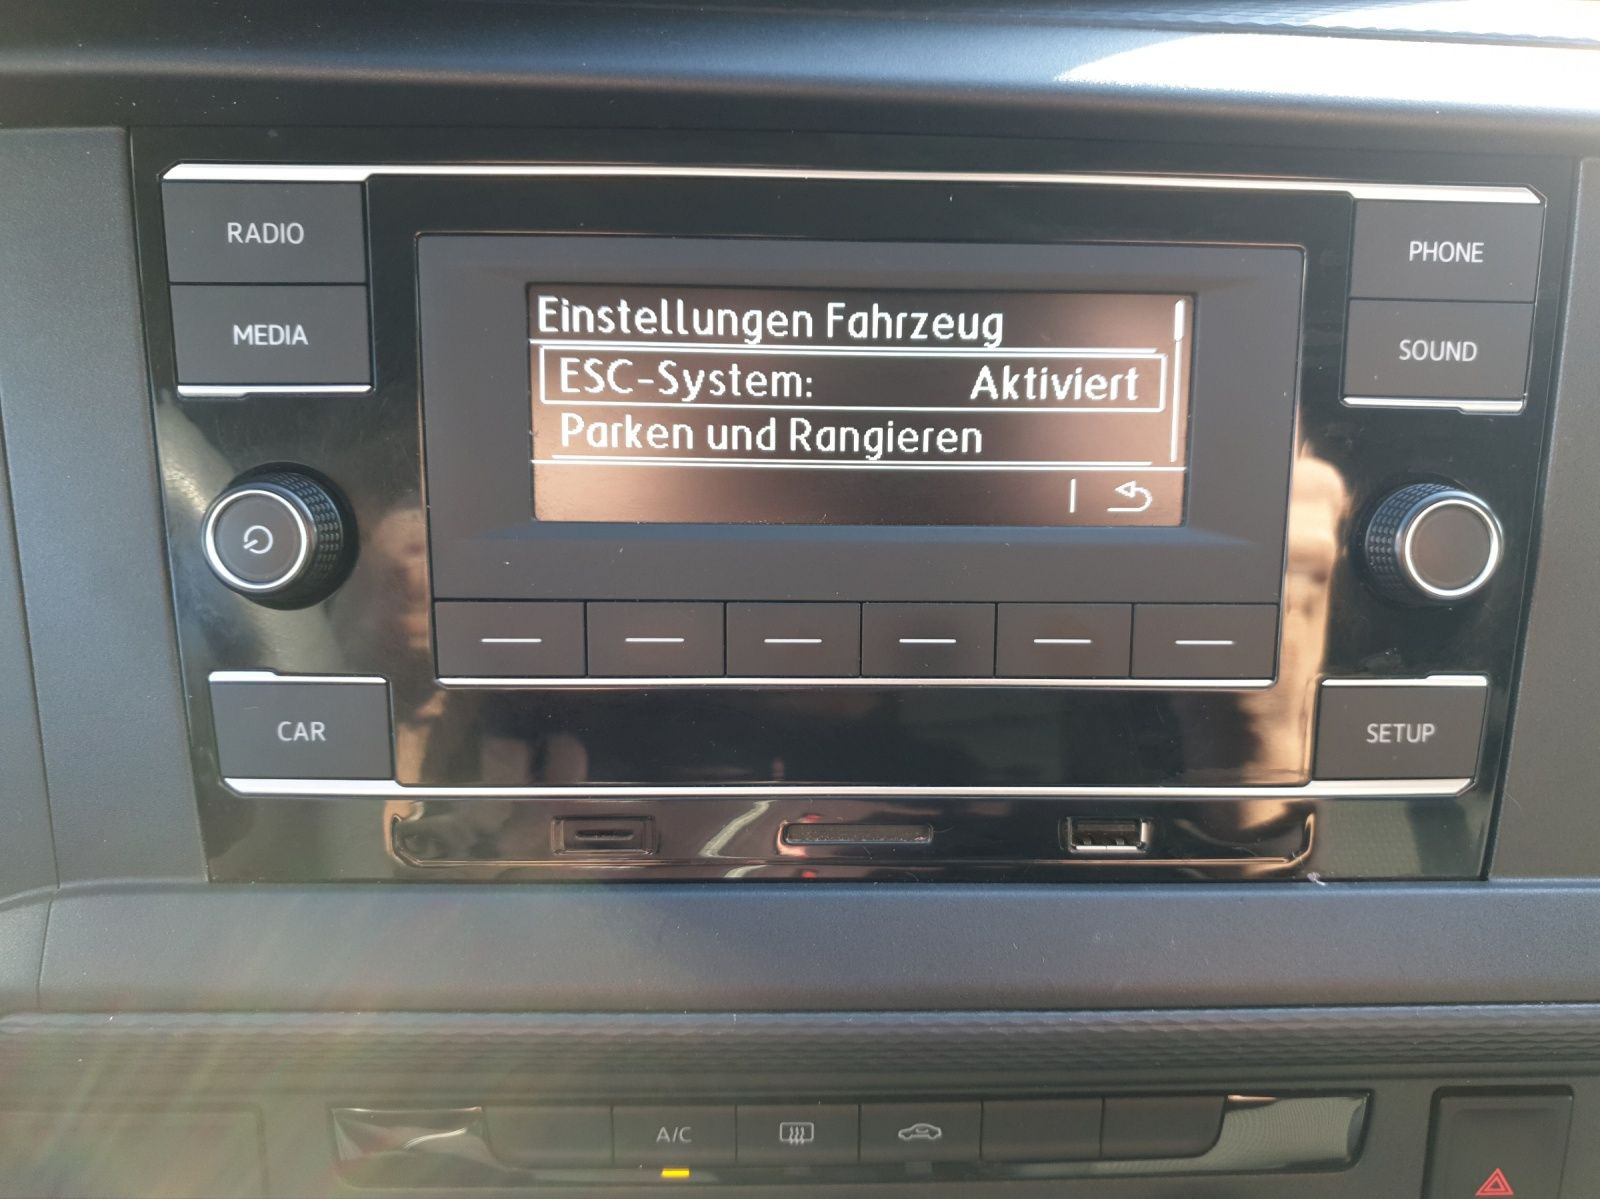 RADIO
MEDIA
PHONE
SOUND
Einstellungen Fahrzeug
ESC-System: Aktiviert
Parken und Rangieren
CAR
SETUP
A/C